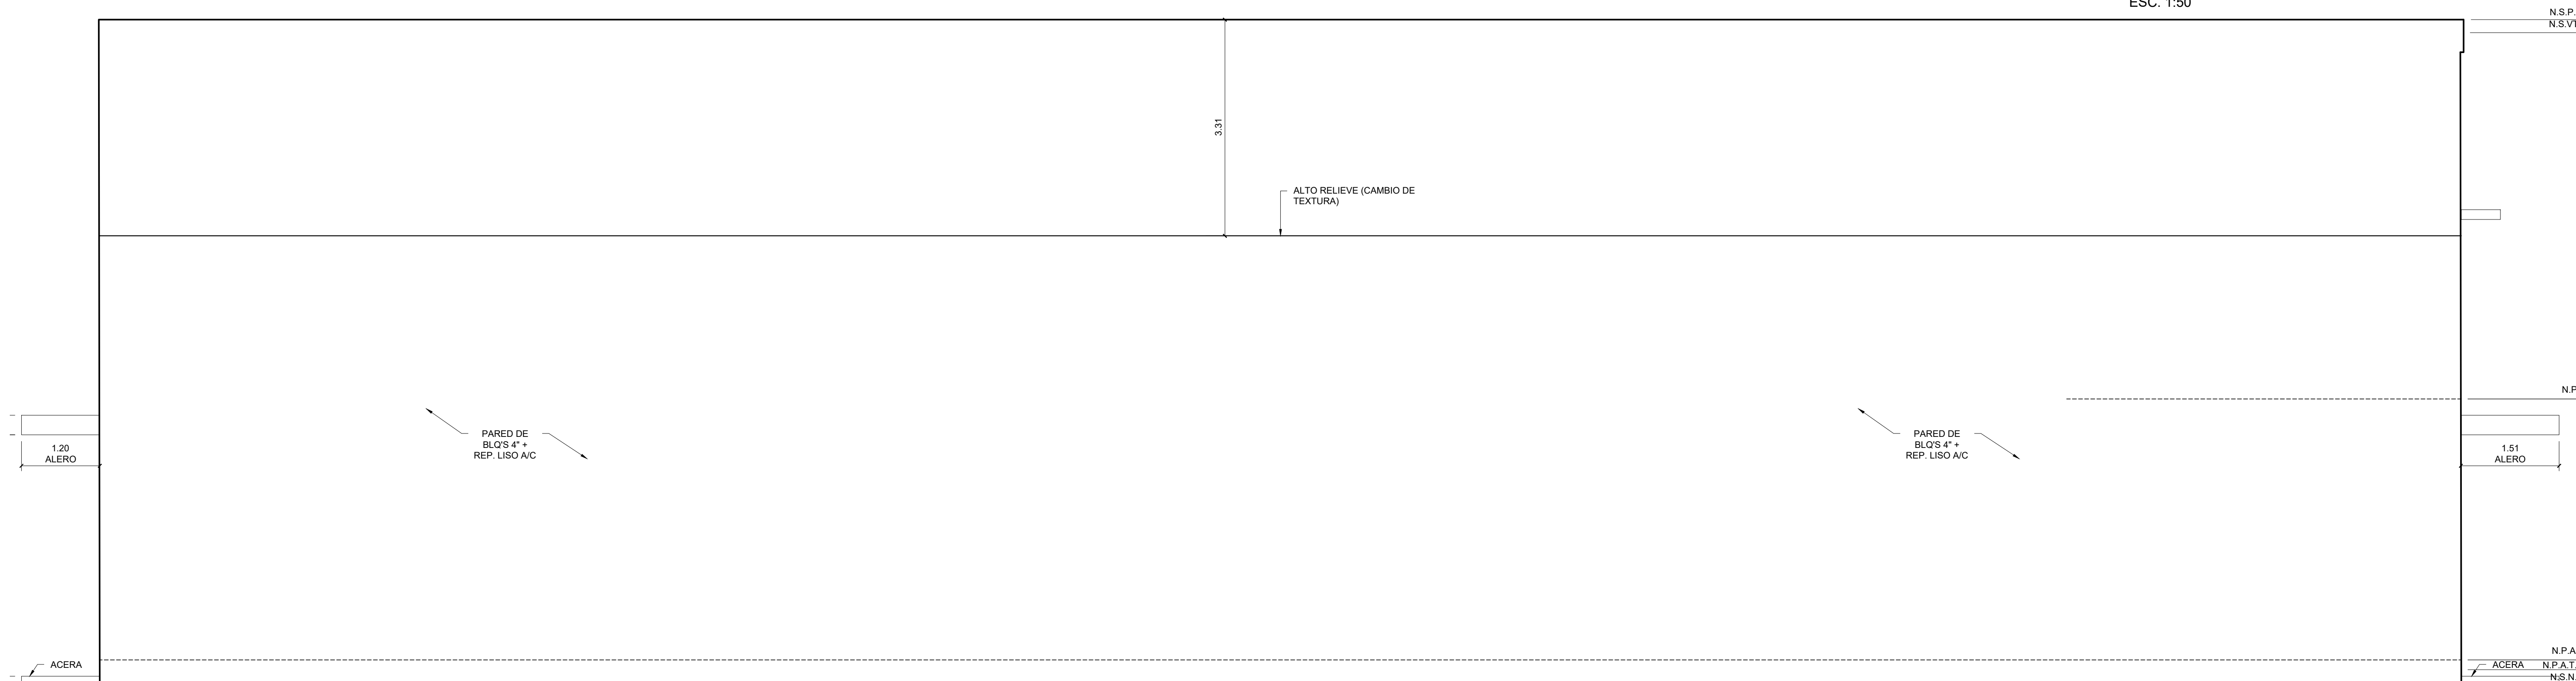 ESC. 1:50
N.S.P.
N.S.VT
3.31
ALTO RELIEVE (CAMBIO DE
TEXTURA)
N.P
PARED DE
BLQ'S 4" +
REP. LISO A/C
PARED DE
BLQ'S 4" +
REP. LISO A/C
1.20
ALERO
1.51
ALERO
ACERA
N.P.A
ACERA
N.P.A.T.
N.S.N.